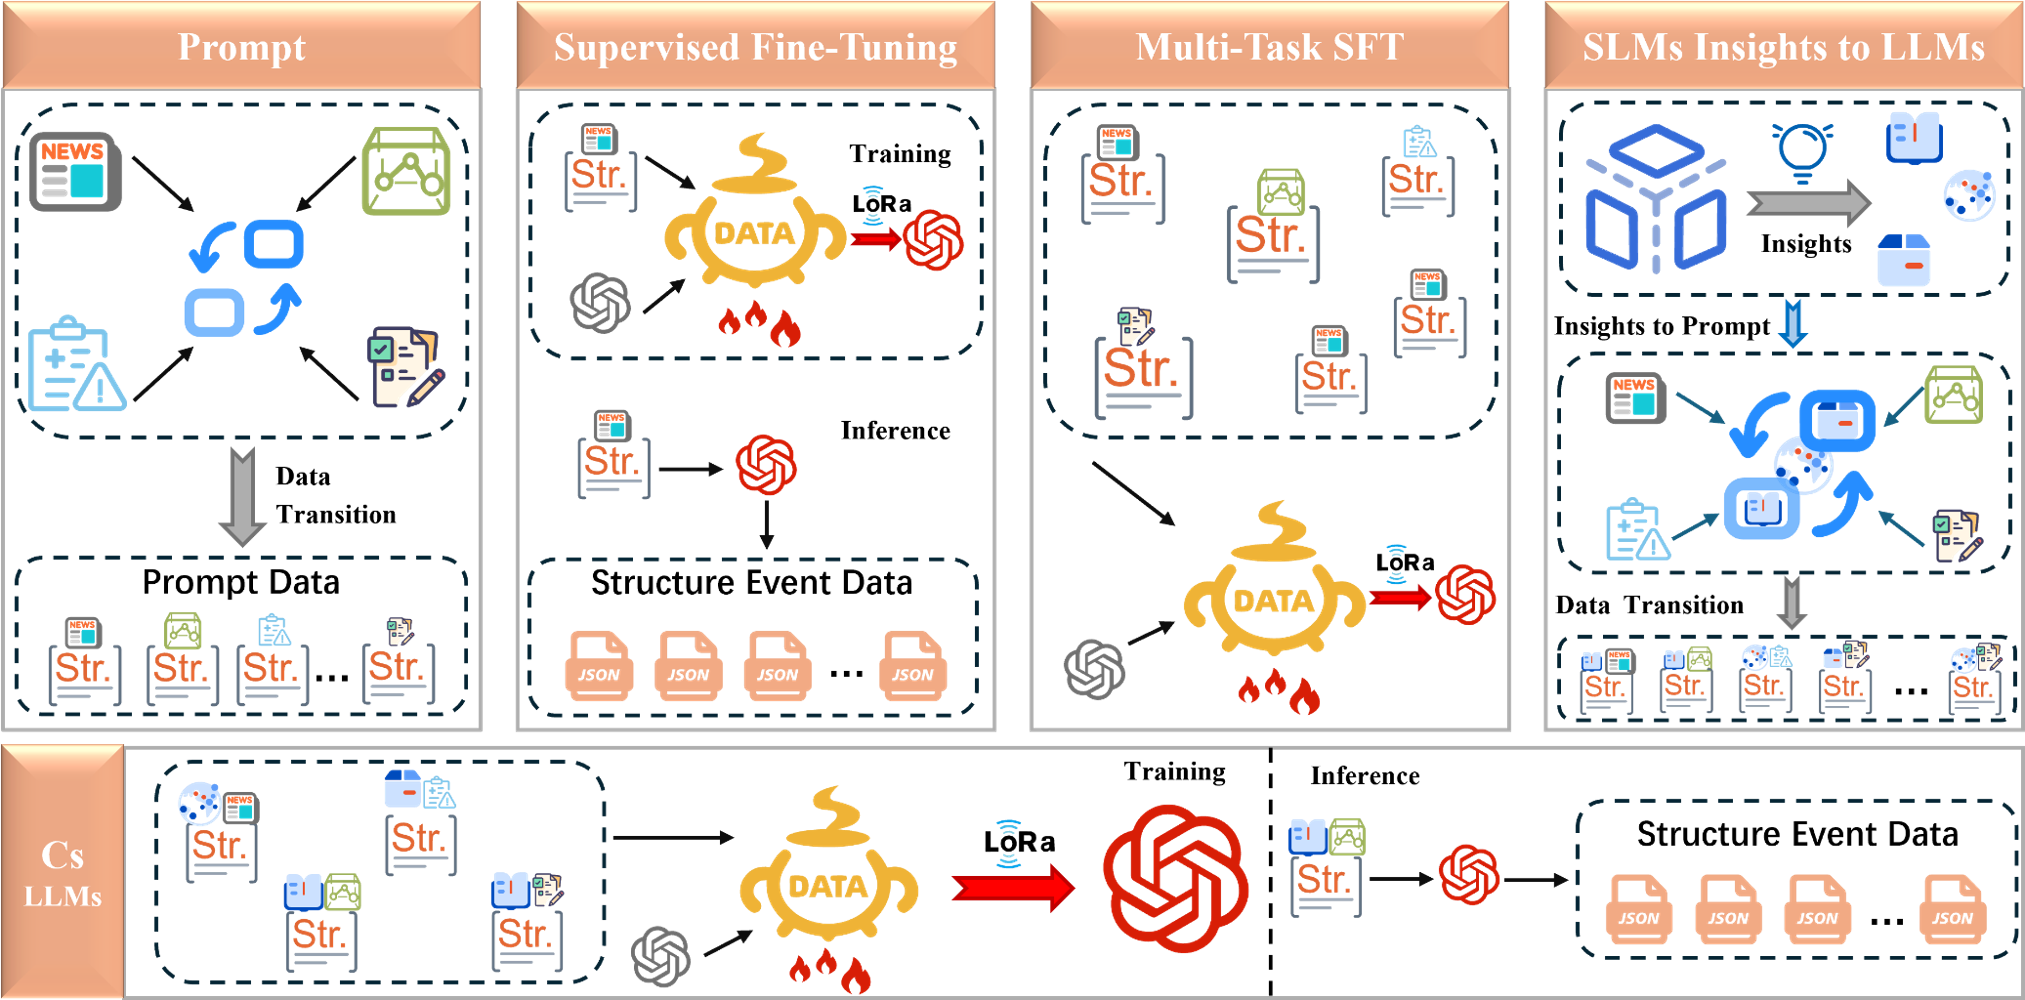 Prompt
NEWS
Data
Transition
Prompt Data
NEWS
Str.
Str.
Str.
...
Str.
Supervised Fine-Tuning
NEWS
Str.
DATA
Training
LoRa
NEWS
Str.
Inference
Structure Event Data
JSON
JSON
JSON
...
JSON
Multi-Task SFT
NEWS
Str.
Str.
Str.
Str.
NEWS
Str.
NEWS
Str.
DATA
LoRa
SLMs Insights to LLMs
Insights
Insights to Prompt
NEWS
Data Transition
NEWS
Str.
Str.
Str.
Str.
...
Str.
Cs
LLMs
NEWS
Str.
Str.
Str.
Str.
DATA
LoRa
Training
Inference
Str.
Structure Event Data
JSON
JSON
JSON
...
JSON